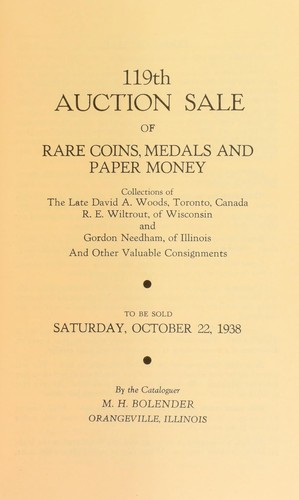 119th
AUCTION SALE
OF
RARE COINS, MEDALS AND
PAPER MONEY
Collections of
The Late David A. Woods, Toronto, Canada
R. E. Wiltrout, of Wisconsin
and
Gordon Needham, of Illinois
And Other Valuable Consignments
TO BE SOLD
SATURDAY, OCTOBER 22, 1938
By the Cataloguer
M. H. BOLENDER
ORANGEVILLE, ILLINOIS